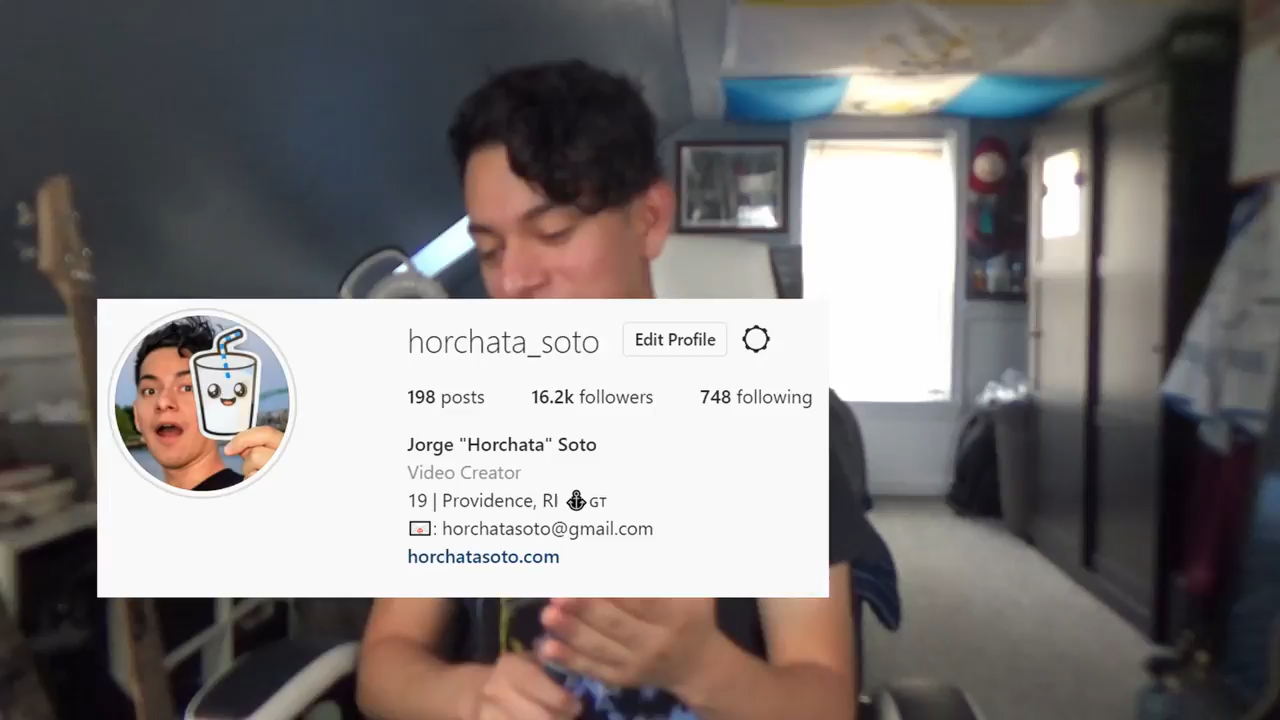 horchata_soto Edit Profile
198 posts 16.2k followers 748 following
Jorge "Horchata" Soto
Video Creator
19 | Providence, RI ⚓ GT
💌: horchatasoto@gmail.com
horchatasoto.com